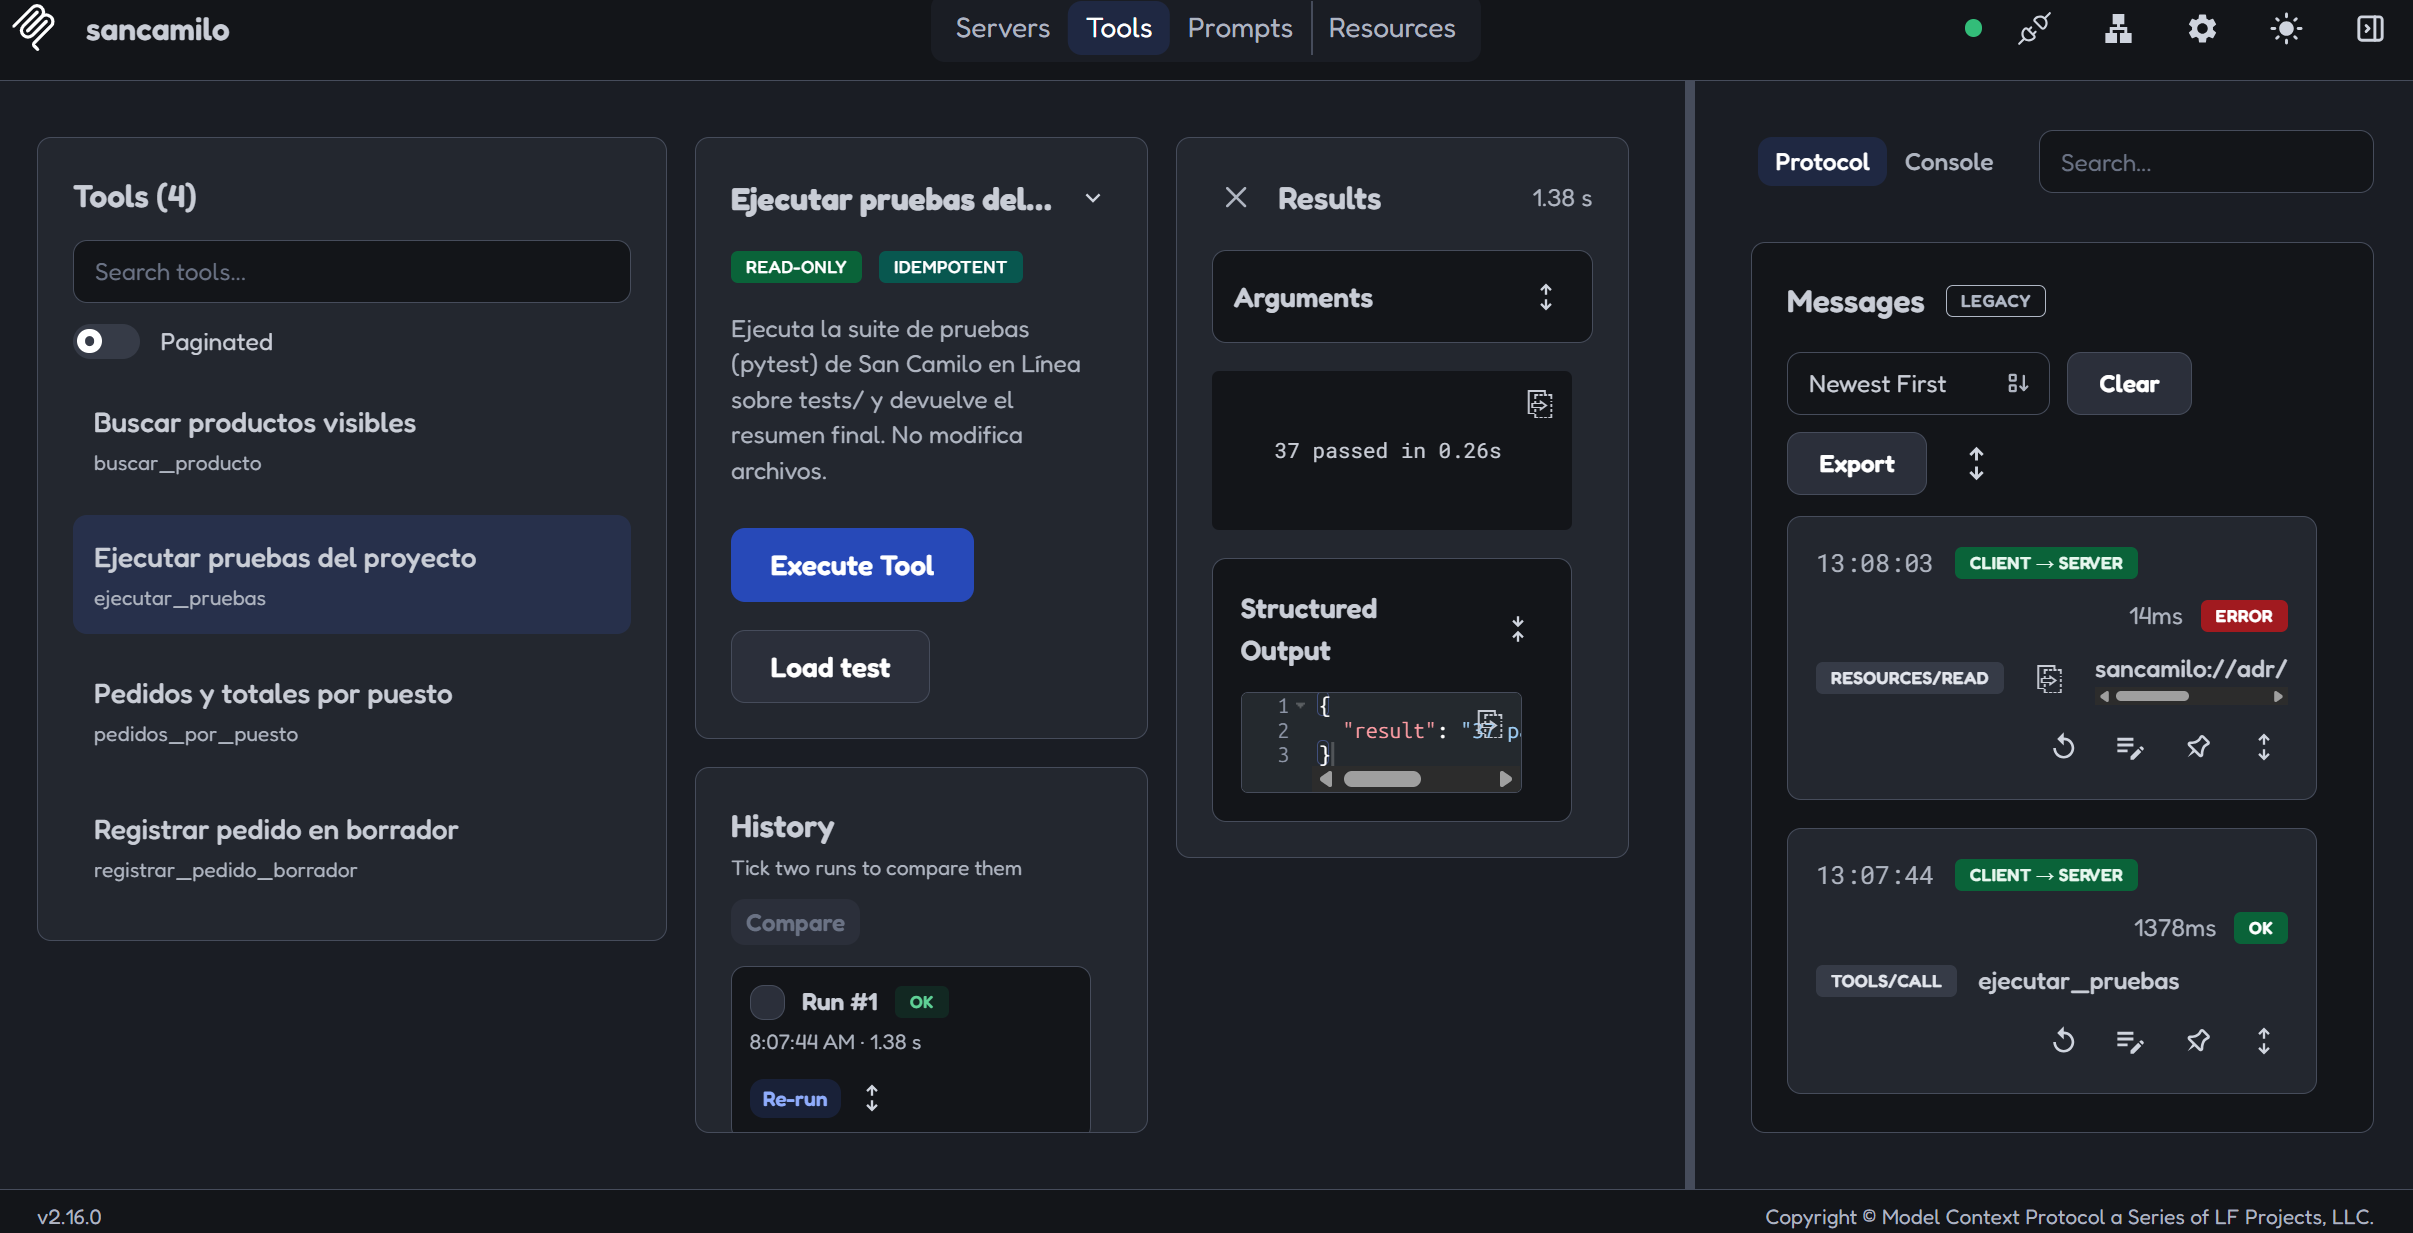 sancamilo
Servers
Tools
Prompts
Resources
Tools (4)
Search tools...
Paginated
Buscar productos visibles
buscar_producto
Ejecutar pruebas del proyecto
ejecutar_pruebas
Pedidos y totales por puesto
pedidos_por_puesto
Registrar pedido en borrador
registrar_pedido_borrador
Ejecutar pruebas del...
READ-ONLY
IDEMPOTENT
Ejecuta la suite de pruebas
(pytest) de San Camilo en Línea
sobre tests/ y devuelve el
resumen final. No modifica
archivos.
Execute Tool
Load test
History
Tick two runs to compare them
Compare
Run #1
OK
8:07:44 AM · 1.38 s
Re-run
Results
1.38 s
Arguments
37 passed in 0.26s
Structured
Output
1 {
2 "result": "37 pa
3 }
Protocol
Console
Search...
Messages
LEGACY
Newest First
Clear
Export
13:08:03
CLIENT → SERVER
14ms
ERROR
RESOURCES/READ
sancamilo://adr/
13:07:44
CLIENT → SERVER
1378ms
OK
TOOLS/CALL
ejecutar_pruebas
v2.16.0
Copyright © Model Context Protocol a Series of LF Projects, LLC.